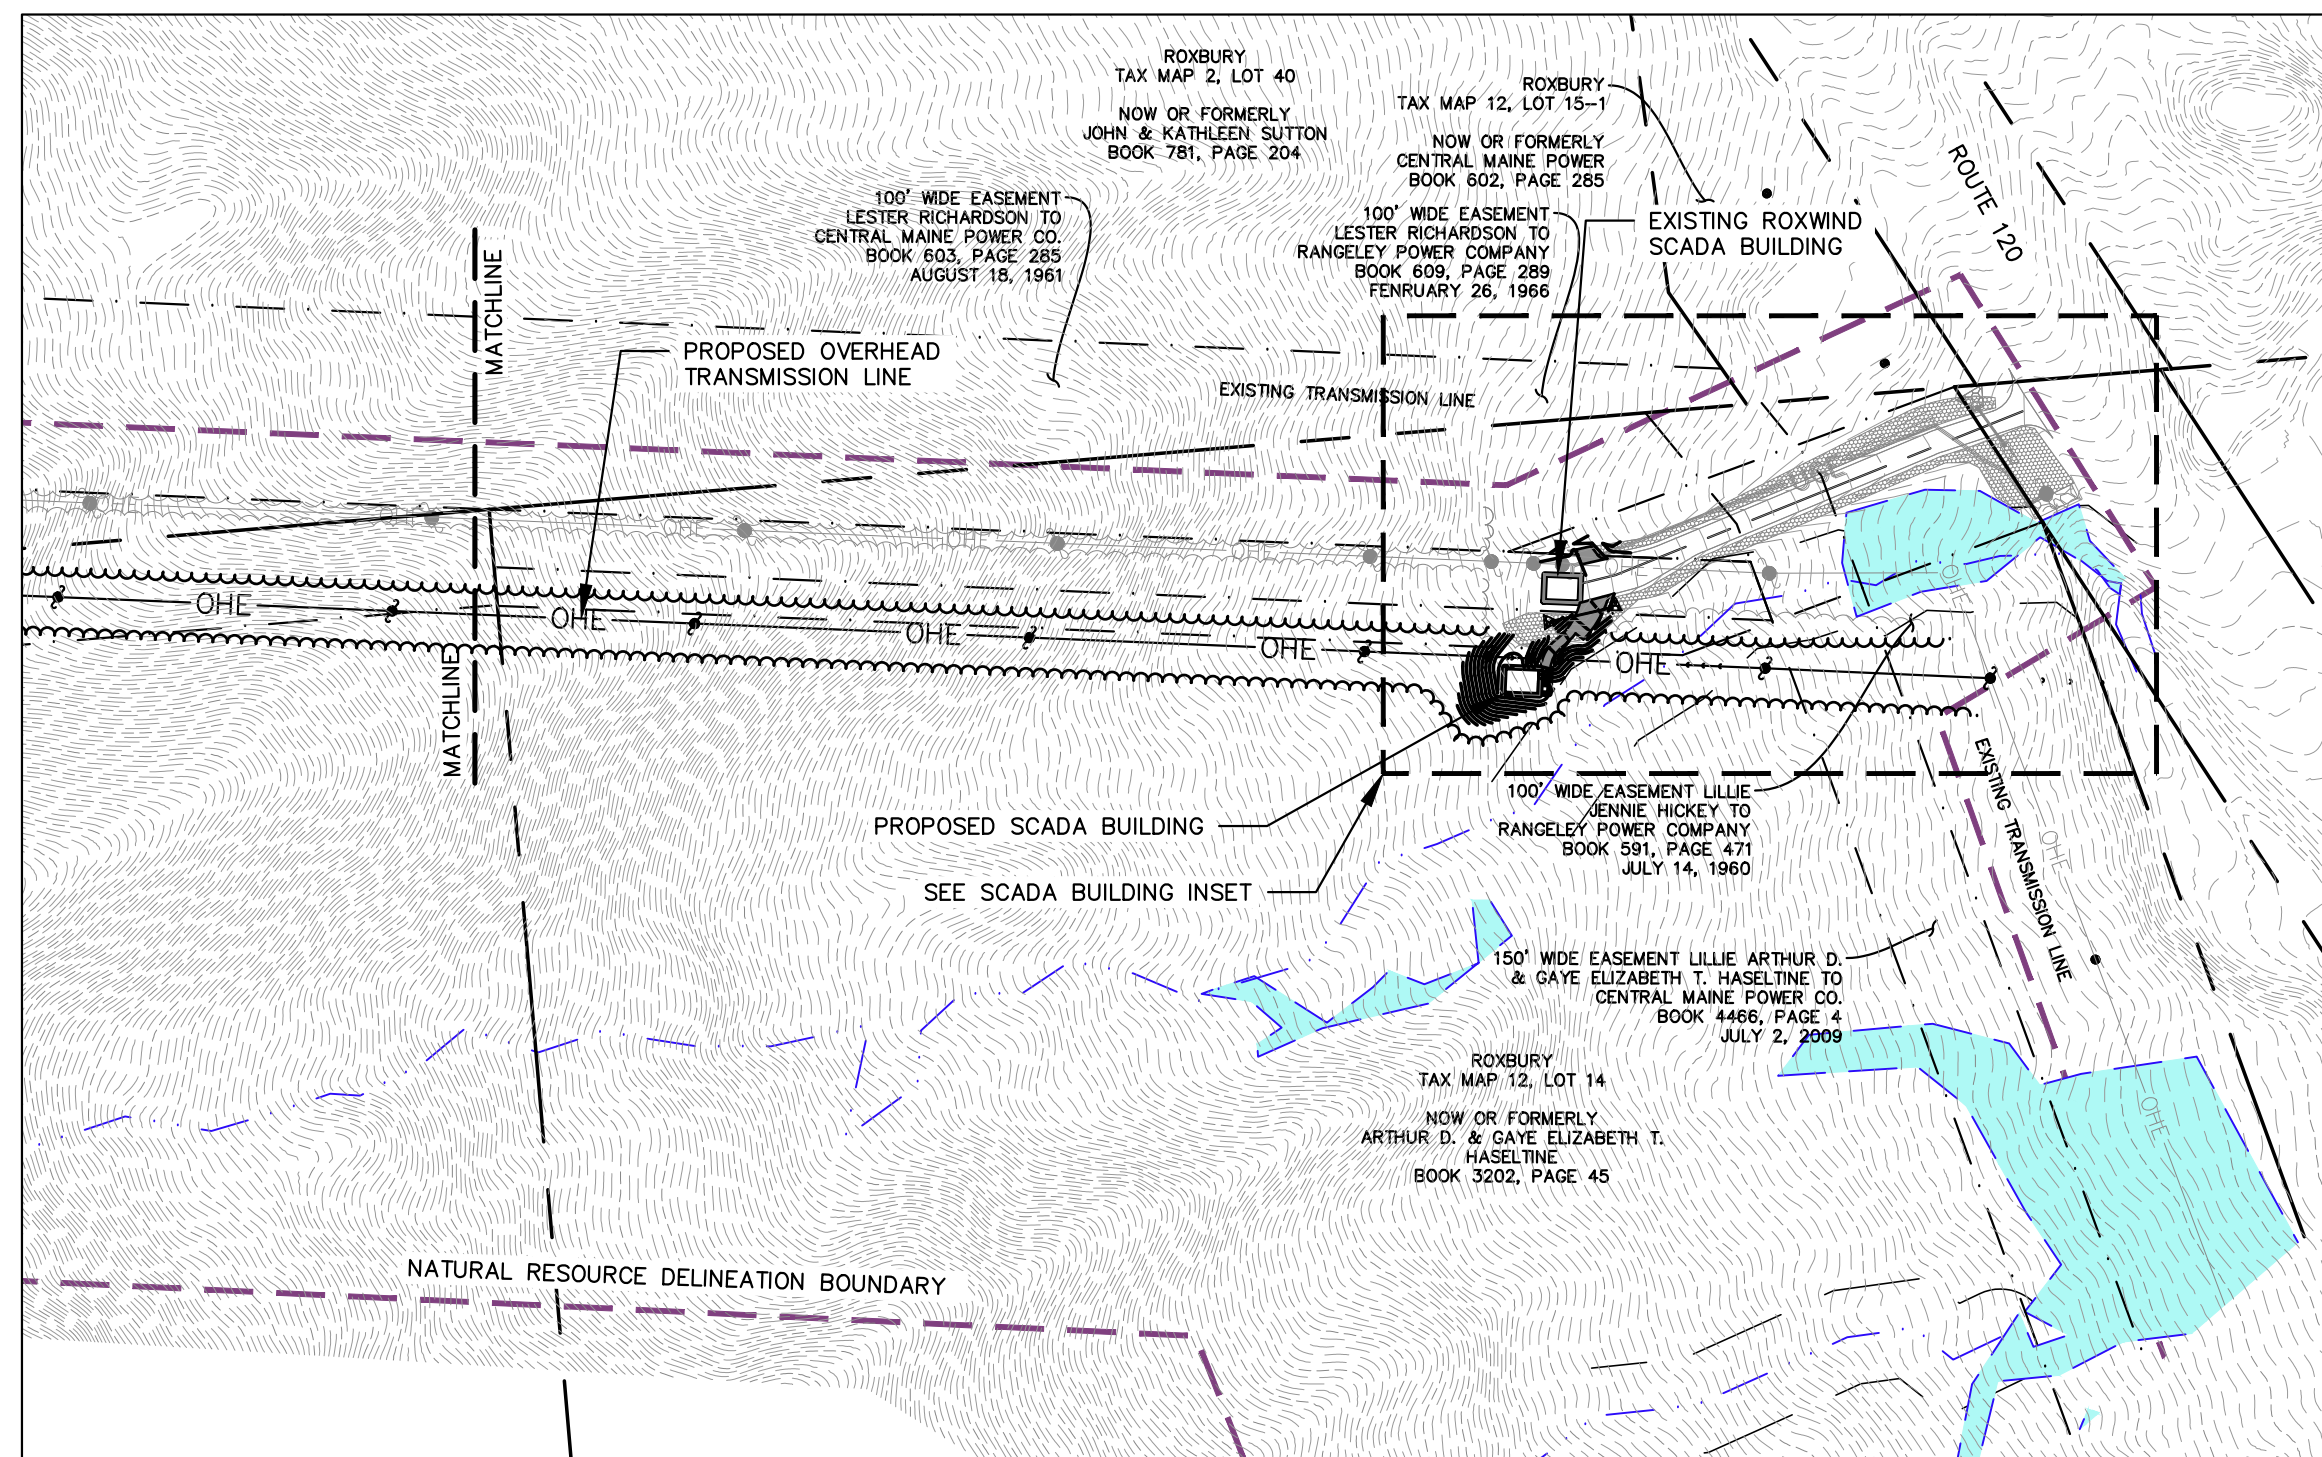 ROXBURY
TAX MAP 2, LOT 40
NOW OR FORMERLY
JOHN & KATHLEEN SUTTON
BOOK 781, PAGE 204
ROXBURY
TAX MAP 12, LOT 15--1
NOW OR FORMERLY
CENTRAL MAINE POWER
BOOK 602, PAGE 285
100' WIDE EASEMENT
LESTER RICHARDSON TO
CENTRAL MAINE POWER CO.
BOOK 603, PAGE 285
AUGUST 18, 1961
100' WIDE EASEMENT
LESTER RICHARDSON TO
RANGELEY POWER COMPANY
BOOK 609, PAGE 289
FENRUARY 26, 1966
EXISTING ROXWIND
SCADA BUILDING
ROUTE 120
MATCHLINE
PROPOSED OVERHEAD
TRANSMISSION LINE
EXISTING TRANSMISSION LINE
OHE
OHE
OHE
OHE
OHE
OHE
OHE
MATCHLINE
EXISTING TRANSMISSION LINE
100' WIDE EASEMENT LILLIE
JENNIE HICKEY TO
RANGELEY POWER COMPANY
BOOK 591, PAGE 471
JULY 14, 1960
PROPOSED SCADA BUILDING
SEE SCADA BUILDING INSET
OHE
150' WIDE EASEMENT LILLIE ARTHUR D.
& GAYE ELIZABETH T. HASELTINE TO
CENTRAL MAINE POWER CO.
BOOK 4466, PAGE 4
JULY 2, 2009
ROXBURY
TAX MAP 12, LOT 14
NOW OR FORMERLY
ARTHUR D. & GAYE ELIZABETH T.
HASELTINE
BOOK 3202, PAGE 45
OHE
NATURAL RESOURCE DELINEATION BOUNDARY